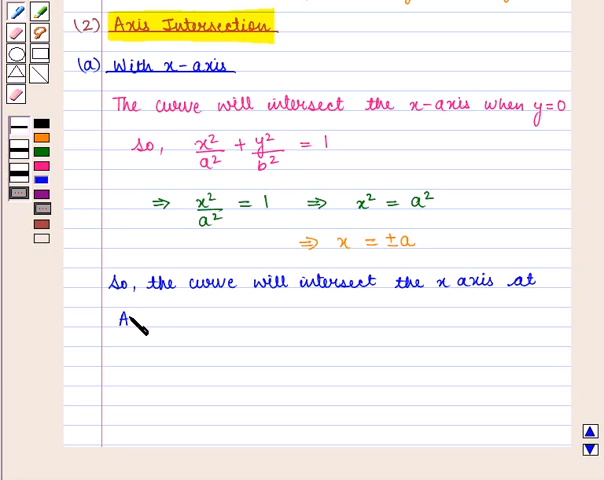 (2) Axis Intersection
(a) With x-axis
The curve will intersect the x-axis when y=0
So, x²/a² + y²/b² = 1
⇒ x²/a² = 1 ⇒ x² = a²
⇒ x = ±a
So, the curve will intersect the x axis at
A